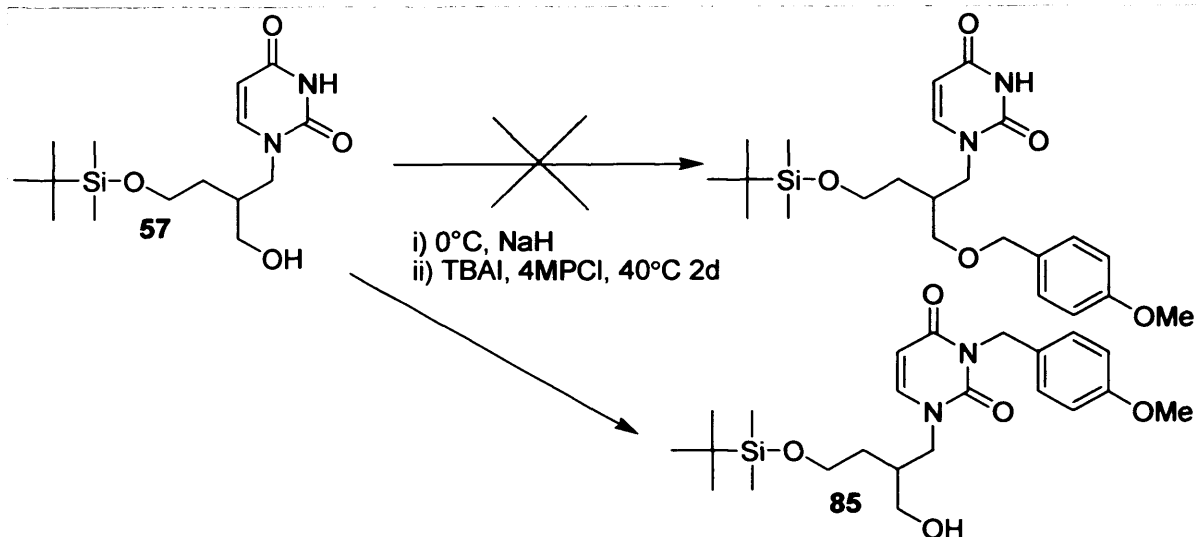 O
NH
N
O
Si
O
57
OH
i) 0°C, NaH
ii) TBAI, 4MPCl, 40°C 2d
O
NH
N
O
Si
O
O
OMe
O
N
OMe
N
O
Si
O
85
OH